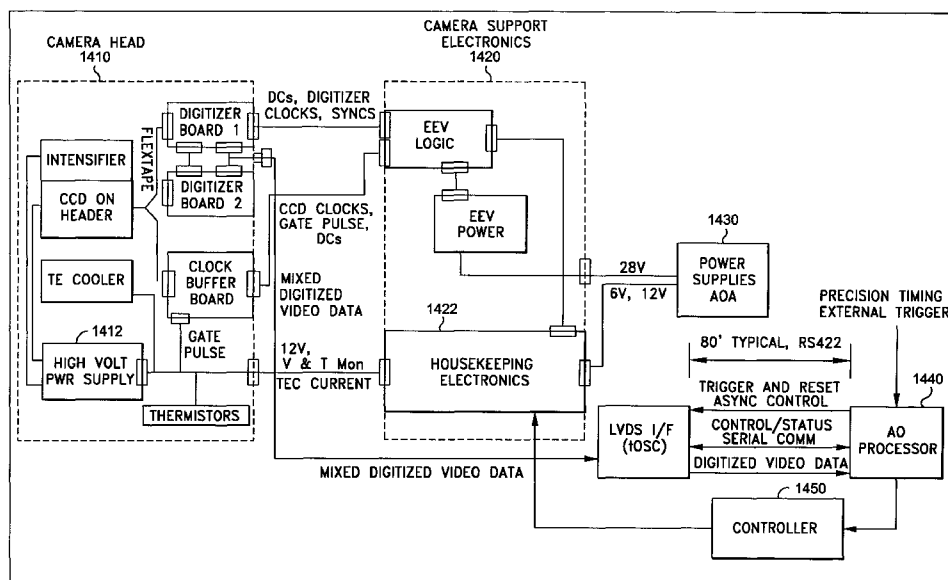 CAMERA HEAD
1410
CAMERA SUPPORT
ELECTRONICS
1420
DIGITIZER
BOARD 1
DCs, DIGITIZER
CLOCKS, SYNCS
EEV
LOGIC
FLEXTAPE
INTENSIFIER
CCD ON
HEADER
DIGITIZER
BOARD 2
CCD CLOCKS,
GATE PULSE,
DCs
EEV
POWER
1430
POWER
SUPPLIES
AOA
28V
6V, 12V
TE COOLER
CLOCK
BUFFER
BOARD
MIXED
DIGITIZED
VIDEO DATA
1422
PRECISION TIMING
EXTERNAL TRIGGER
1412
GATE
PULSE
HIGH VOLT
PWR SUPPLY
12V,
V & T Mon
TEC CURRENT
HOUSEKEEPING
ELECTRONICS
80' TYPICAL, RS422
1440
THERMISTORS
TRIGGER AND RESET
ASYNC CONTROL
LVDS I/F
(10SC)
CONTROL/STATUS
SERIAL COMM
AO
PROCESSOR
MIXED DIGITIZED VIDEO DATA
DIGITIZED VIDEO DATA
1450
CONTROLLER